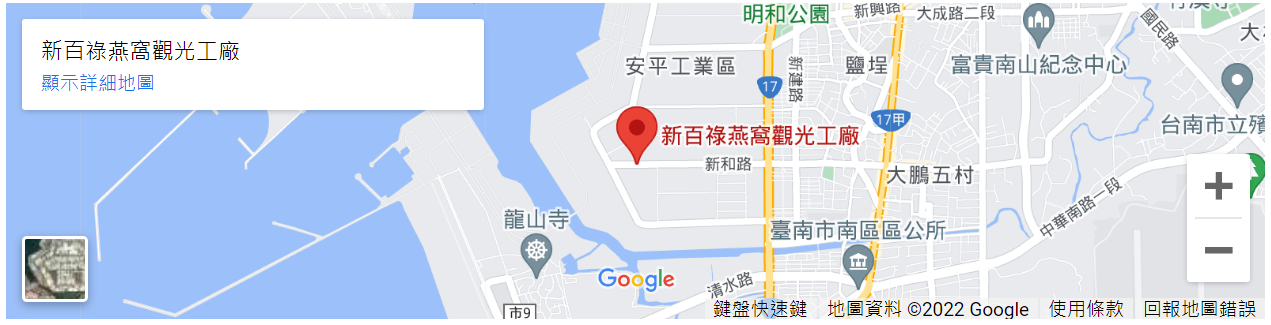 新百祿燕窩觀光工廠
顯示詳細地圖
明和公園
新興路
大成路二段
國民路
安平工業區
新建路
鹽埕
富貴南山紀念中心
17
17甲
台南市立殯
新百祿燕窩觀光工廠
新和路
大鵬五村
中華南路一段
龍山寺
臺南市南區區公所
Google
清水路
市9
鍵盤快速鍵
地圖資料 ©2022 Google
使用條款
回報地圖錯誤